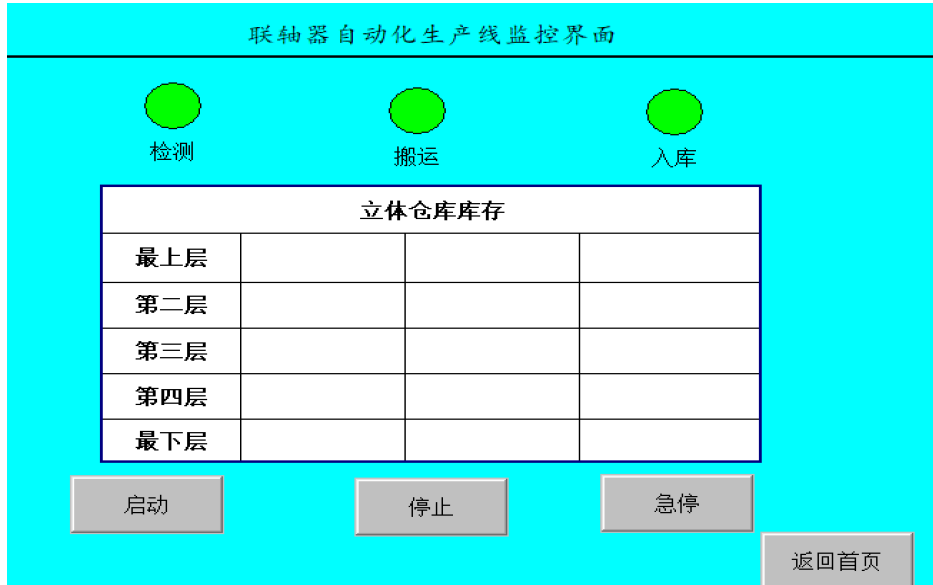 联轴器自动化生产线监控界面
检测
搬运
入库
立体仓库库存
最上层
第二层
第三层
第四层
最下层
启动
停止
急停
返回首页